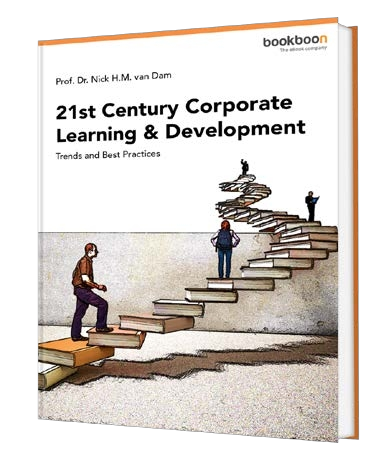 bookboon
The eBook company
Prof. Dr. Nick H.M. van Dam
21st Century Corporate
Learning & Development
Trends and Best Practices